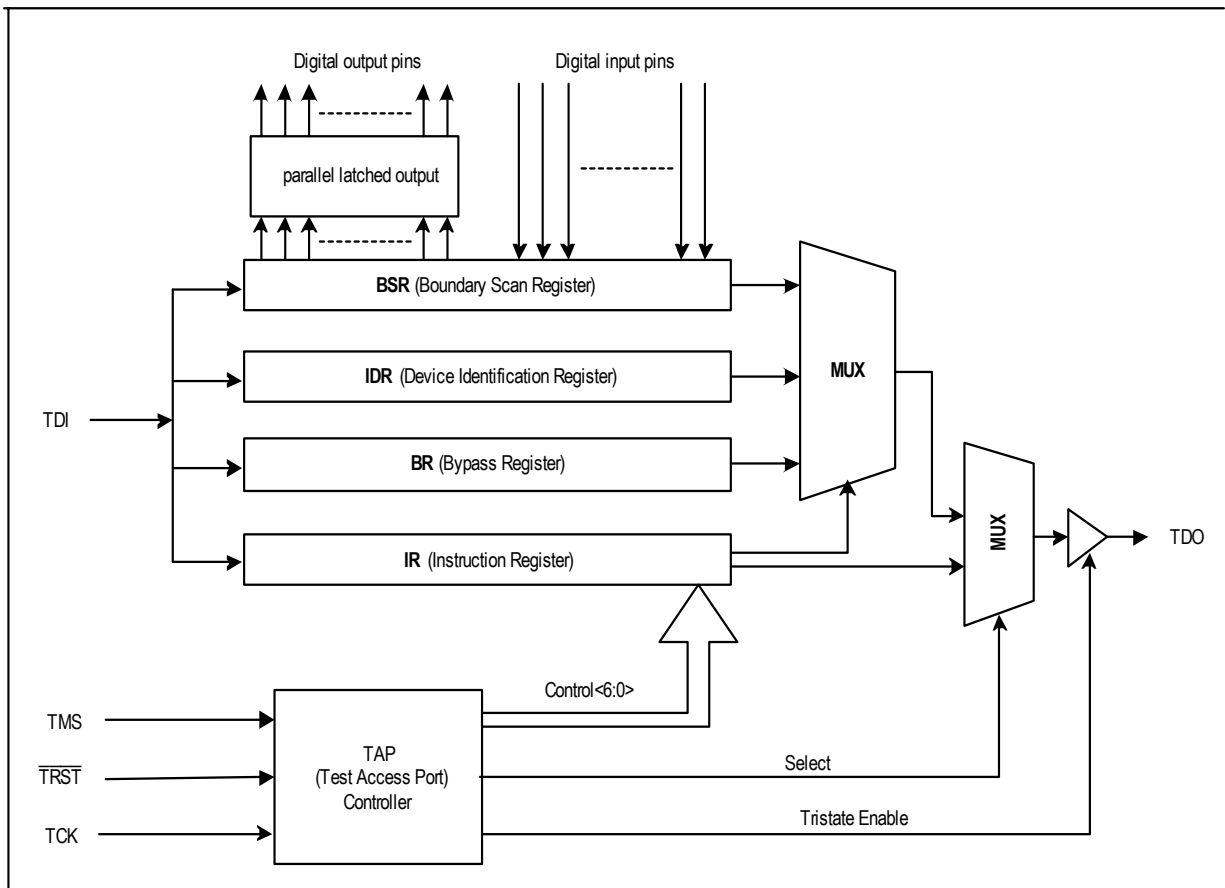 Digital output pins
Digital input pins
parallel latched output
BSR (Boundary Scan Register)
IDR (Device Identification Register)
MUX
TDI
BR (Bypass Register)
MUX
TDO
IR (Instruction Register)
Control<6:0>
TMS
TAP
(Test Access Port)
Controller
TRST
Select
TCK
Tristate Enable